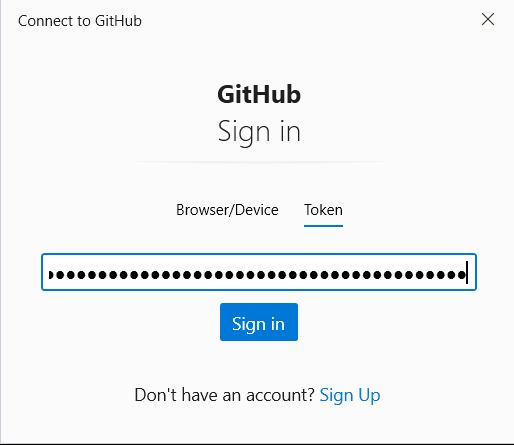 Connect to GitHub
GitHub
Sign in
Browser/Device Token
Sign in
Don't have an account? Sign Up